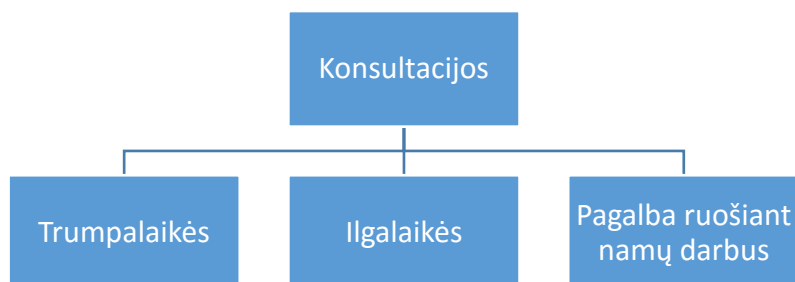 Konsultacijos
Trumpalaikės
Ilgalaikės
Pagalba ruošiant
namų darbus